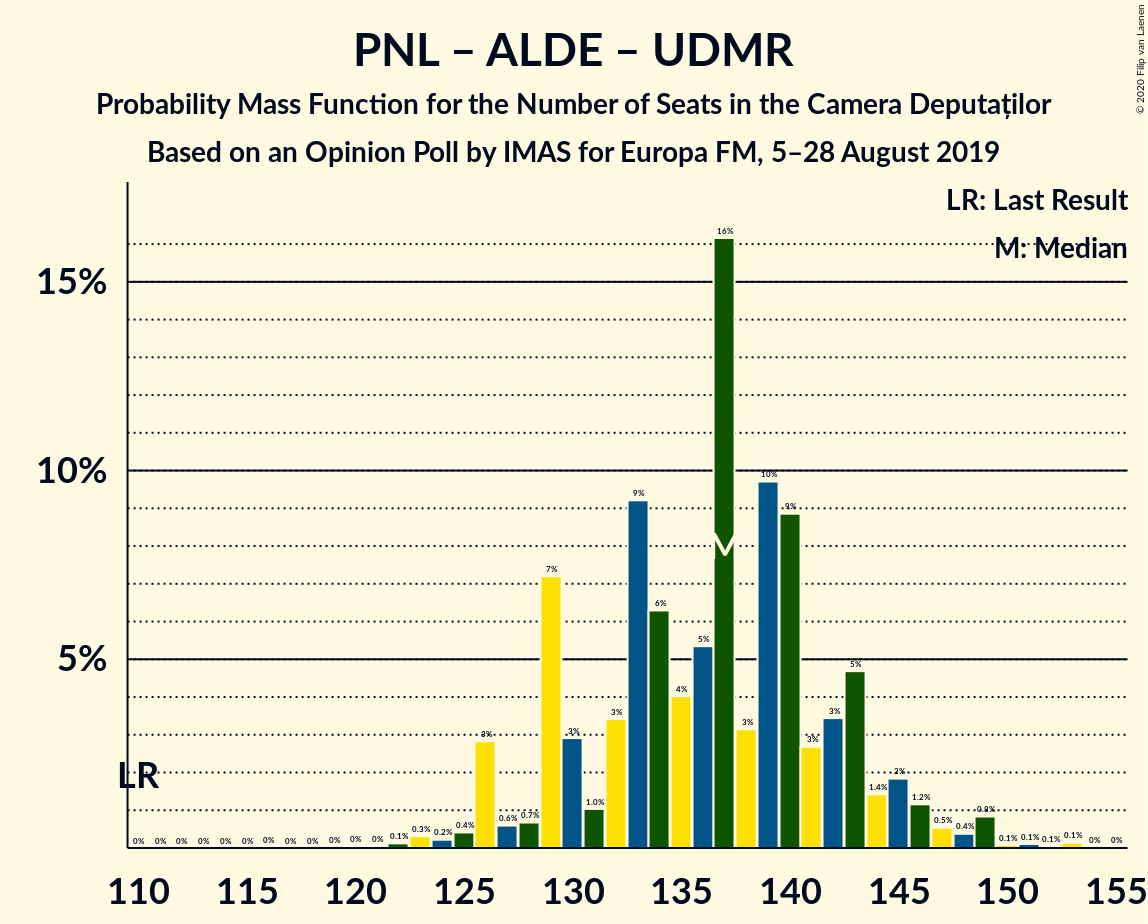 PNL – ALDE – UDMR
Probability Mass Function for the Number of Seats in the Camera Deputaților
Based on an Opinion Poll by IMAS for Europa FM, 5–28 August 2019
© 2020 Filip van Laenen
LR: Last Result
M: Median
15%
10%
5%
LR
M
0% 0% 0% 0% 0% 0% 0% 0% 0% 0% 0% 0% 0.1% 0.3% 0.2% 0.4% 3% 0.6% 0.7% 7% 3% 1.0% 3% 9% 6% 4% 5% 16% 3% 10% 9% 3% 3% 5% 1.4% 2% 1.2% 0.5% 0.4% 0.8% 0.1% 0.1% 0.1% 0.1% 0% 0%
110 115 120 125 130 135 140 145 150 155